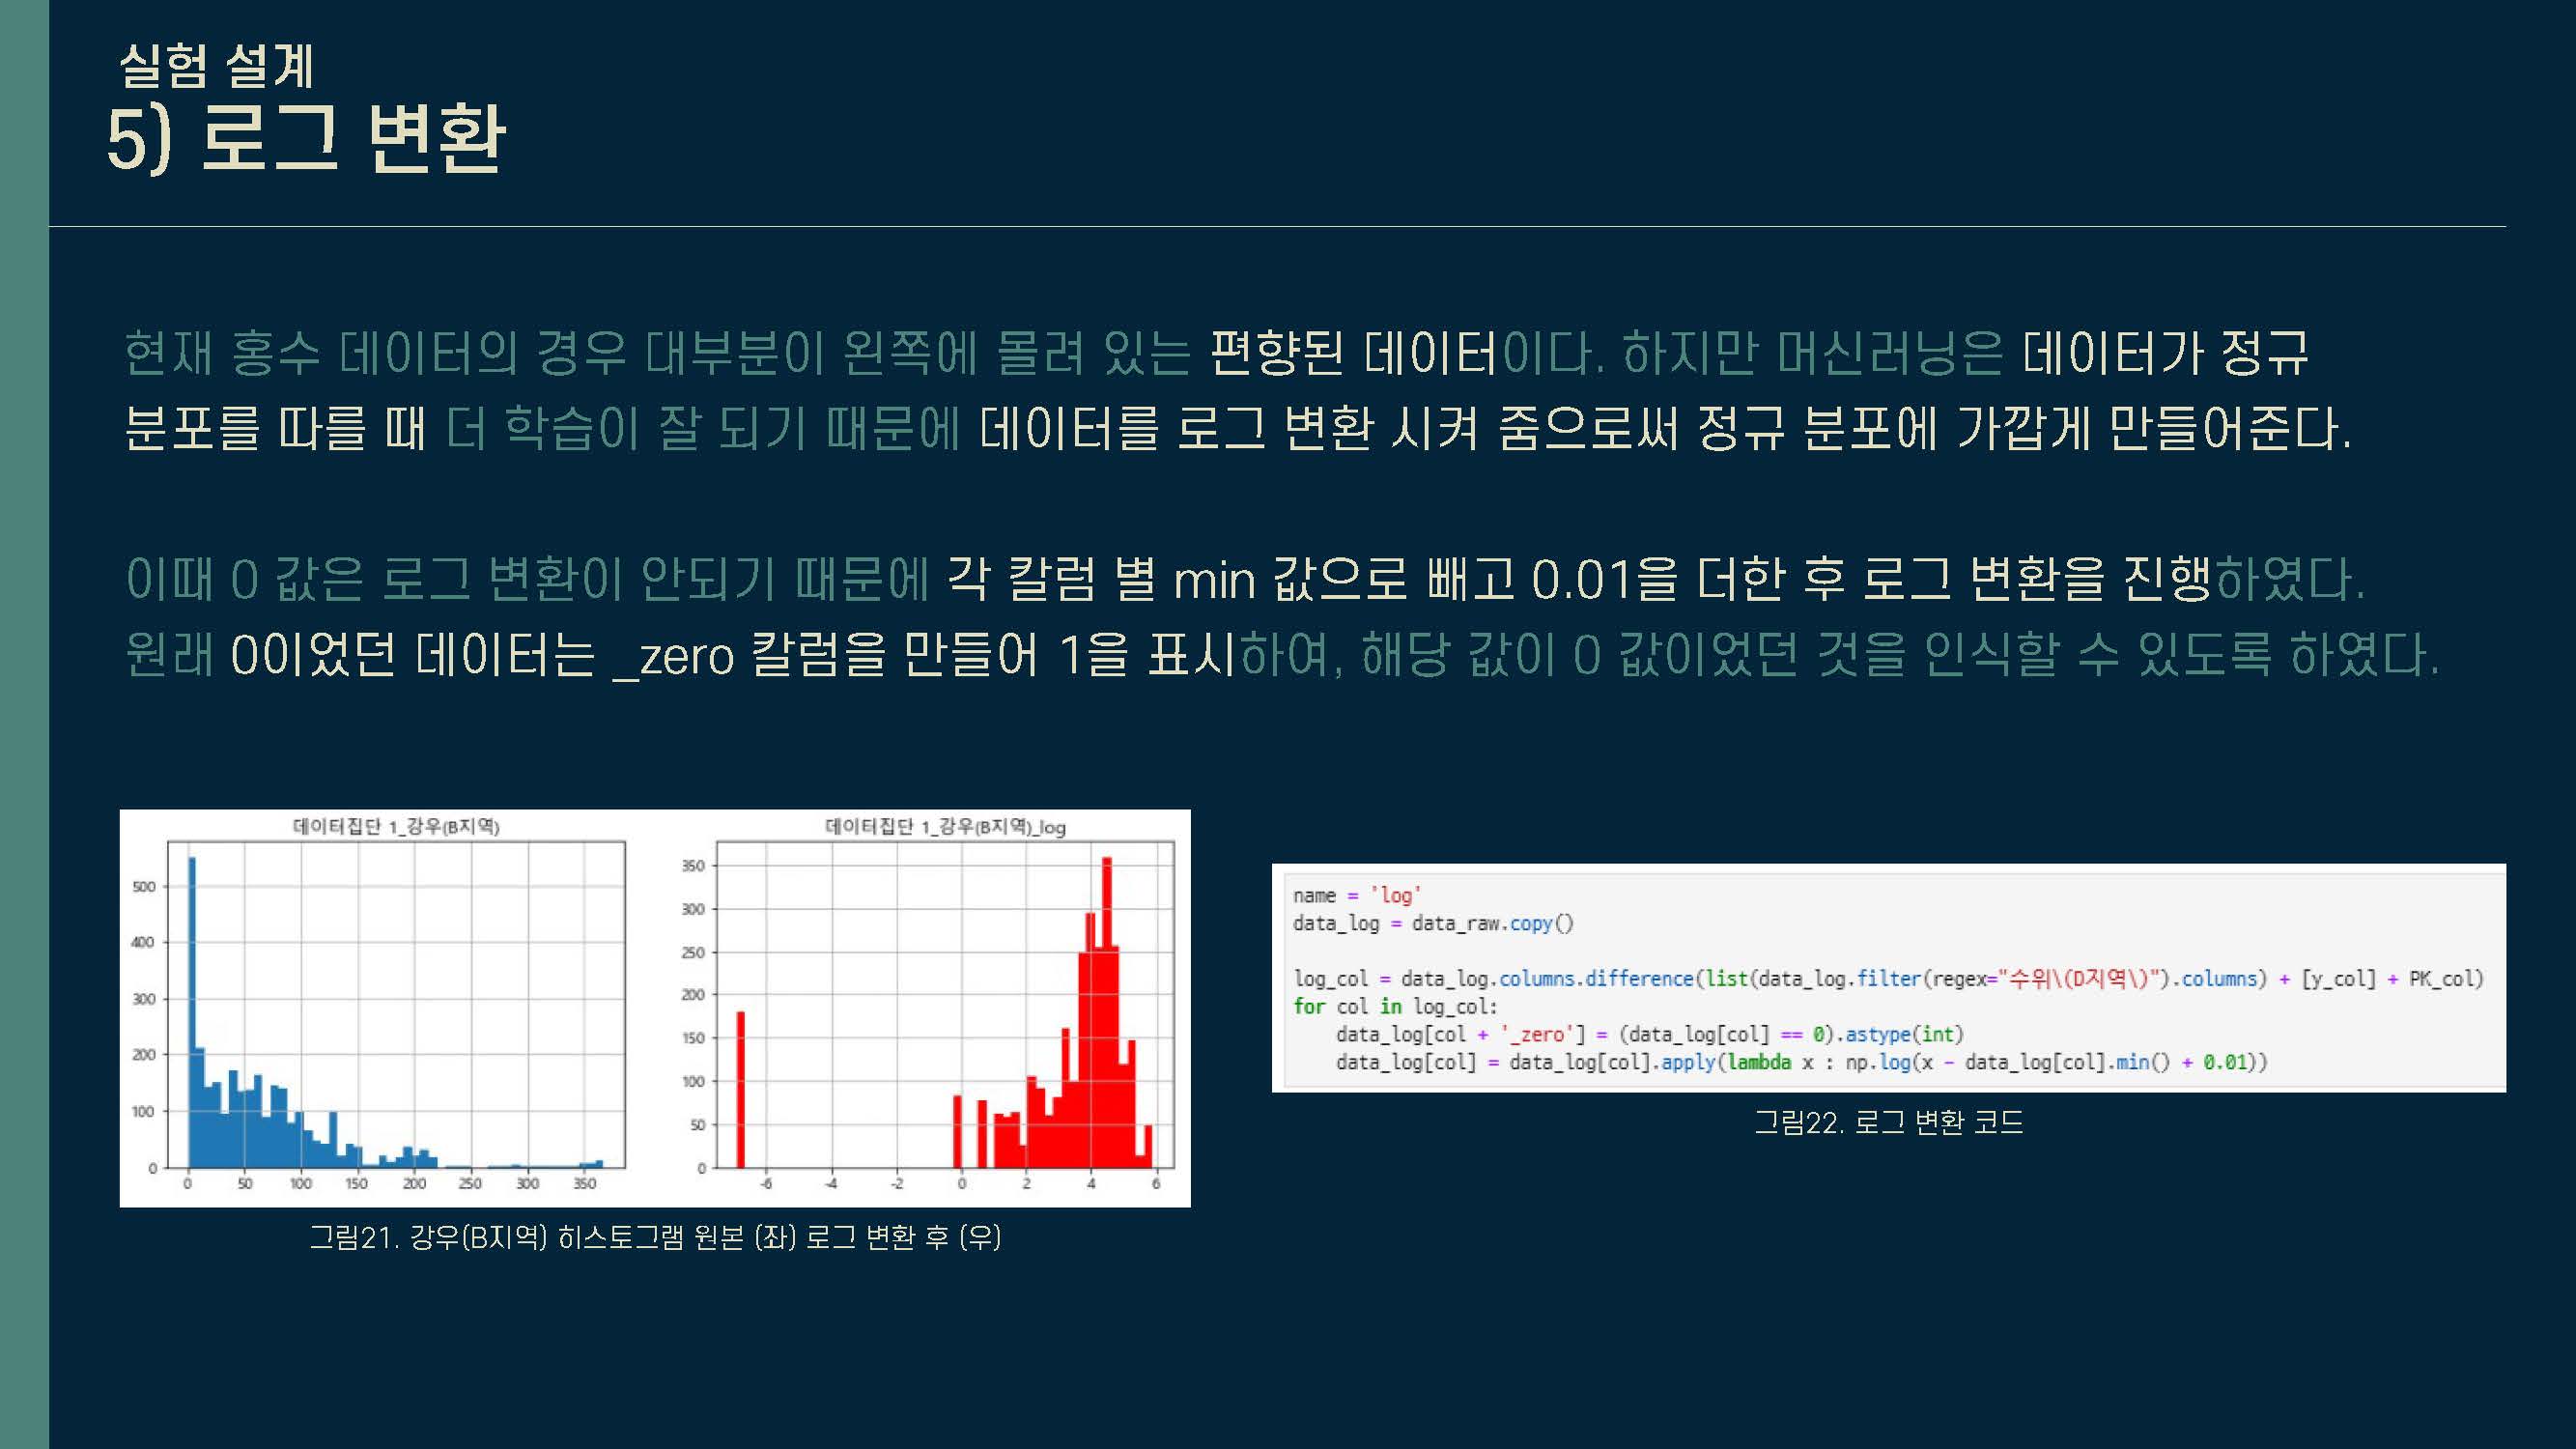 실험 설계
5) 로그 변환
현재 홍수 데이터의 경우 대부분이 왼쪽에 몰려 있는 편향된 데이터이다. 하지만 머신러닝은 데이터가 정규
분포를 따를 때 더 학습이 잘 되기 때문에 데이터를 로그 변환 시켜 줌으로써 정규 분포에 가깝게 만들어준다.
이때 0 값은 로그 변환이 안되기 때문에 각 칼럼 별 min 값으로 빼고 0.01을 더한 후 로그 변환을 진행하였다.
원래 0이었던 데이터는 _zero 칼럼을 만들어 1을 표시하여, 해당 값이 0 값이었던 것을 인식할 수 있도록 하였다.
데이터집단 1_강우(B지역)
500
400
300
200
100
0
0 50 100 150 200 250 300 350
데이터집단 1_강우(B지역)_log
350
300
250
200
150
100
50
0
-6 -4 -2 0 2 4 6
그림21. 강우(B지역) 히스토그램 원본 (좌) 로그 변환 후 (우)
name = 'log'
data_log = data_raw.copy()
log_col = data_log.columns.difference(list(data_log.filter(regex="수위\(D지역\)").columns) + [y_col] + PK_col)
for col in log_col:
    data_log[col + '_zero'] = (data_log[col] == 0).astype(int)
    data_log[col] = data_log[col].apply(lambda x : np.log(x - data_log[col].min() + 0.01))
그림22. 로그 변환 코드